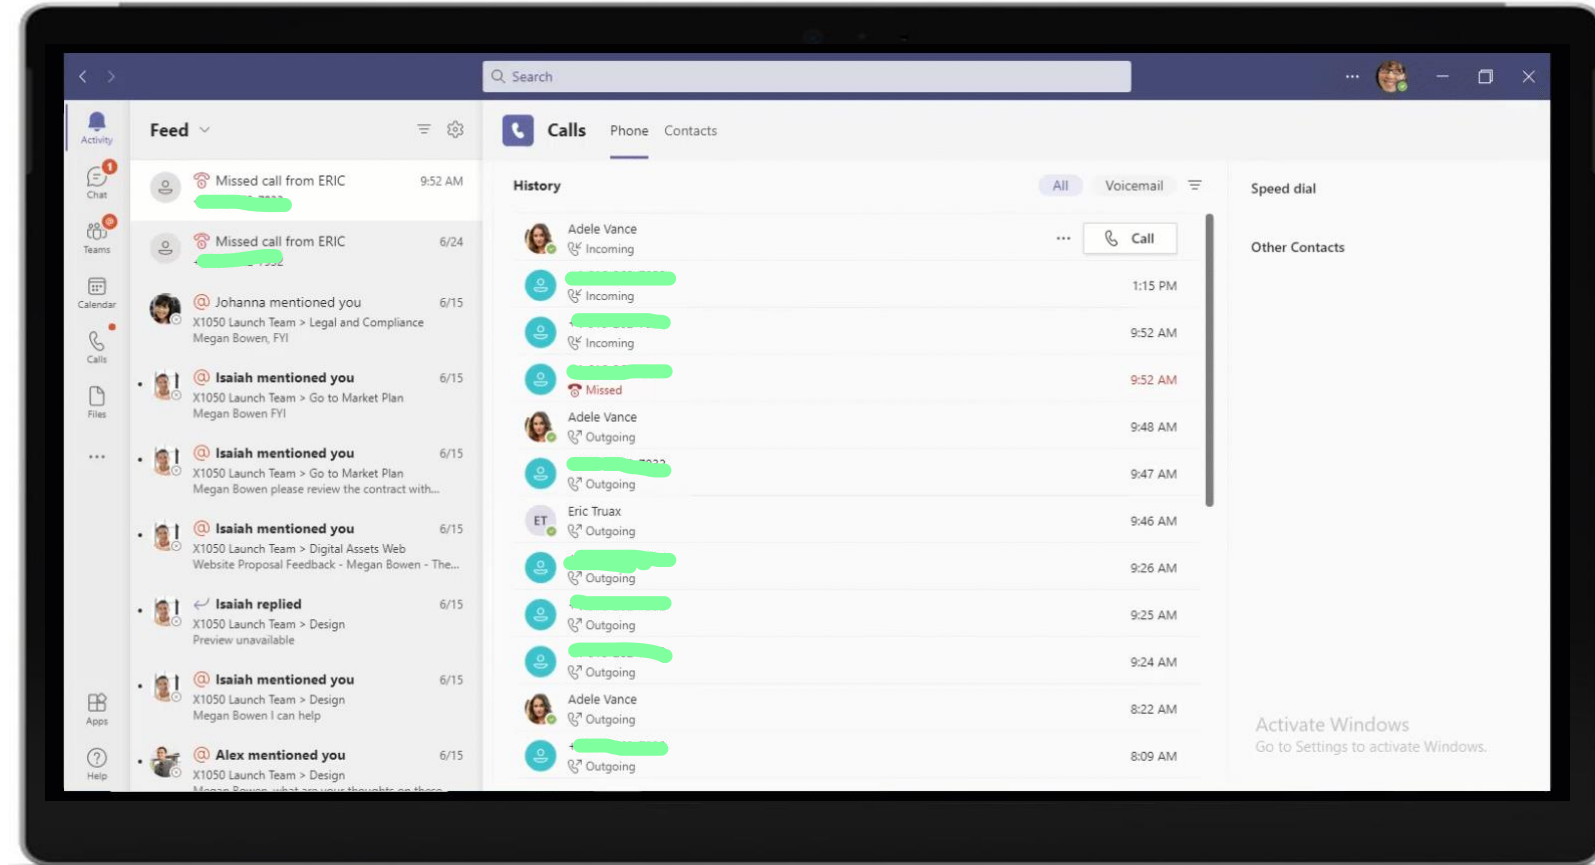 Search
Activity
Chat
1
Teams
Calendar
Calls
Files
Apps
Help
Feed
Missed call from ERIC 9:52 AM
Missed call from ERIC 6/24
@ Johanna mentioned you 6/15
X1050 Launch Team > Legal and Compliance
Megan Bowen, FYI
@ Isaiah mentioned you 6/15
X1050 Launch Team > Go to Market Plan
Megan Bowen FYI
@ Isaiah mentioned you 6/15
X1050 Launch Team > Go to Market Plan
Megan Bowen please review the contract with...
@ Isaiah mentioned you 6/15
X1050 Launch Team > Digital Assets Web
Website Proposal Feedback - Megan Bowen - The...
Isaiah replied 6/15
X1050 Launch Team > Design
Preview unavailable
@ Isaiah mentioned you 6/15
X1050 Launch Team > Design
Megan Bowen I can help
@ Alex mentioned you 6/15
X1050 Launch Team > Design
Megan Bowen, what are your thoughts on these
Calls Phone Contacts
History All Voicemail
Adele Vance
Incoming
Call
Incoming 1:15 PM
Incoming 9:52 AM
Missed 9:52 AM
Adele Vance
Outgoing 9:48 AM
Outgoing 9:47 AM
ET
Eric Truax
Outgoing 9:46 AM
Outgoing 9:26 AM
Outgoing 9:25 AM
Outgoing 9:24 AM
Adele Vance
Outgoing 8:22 AM
Outgoing 8:09 AM
Speed dial
Other Contacts
Activate Windows
Go to Settings to activate Windows.